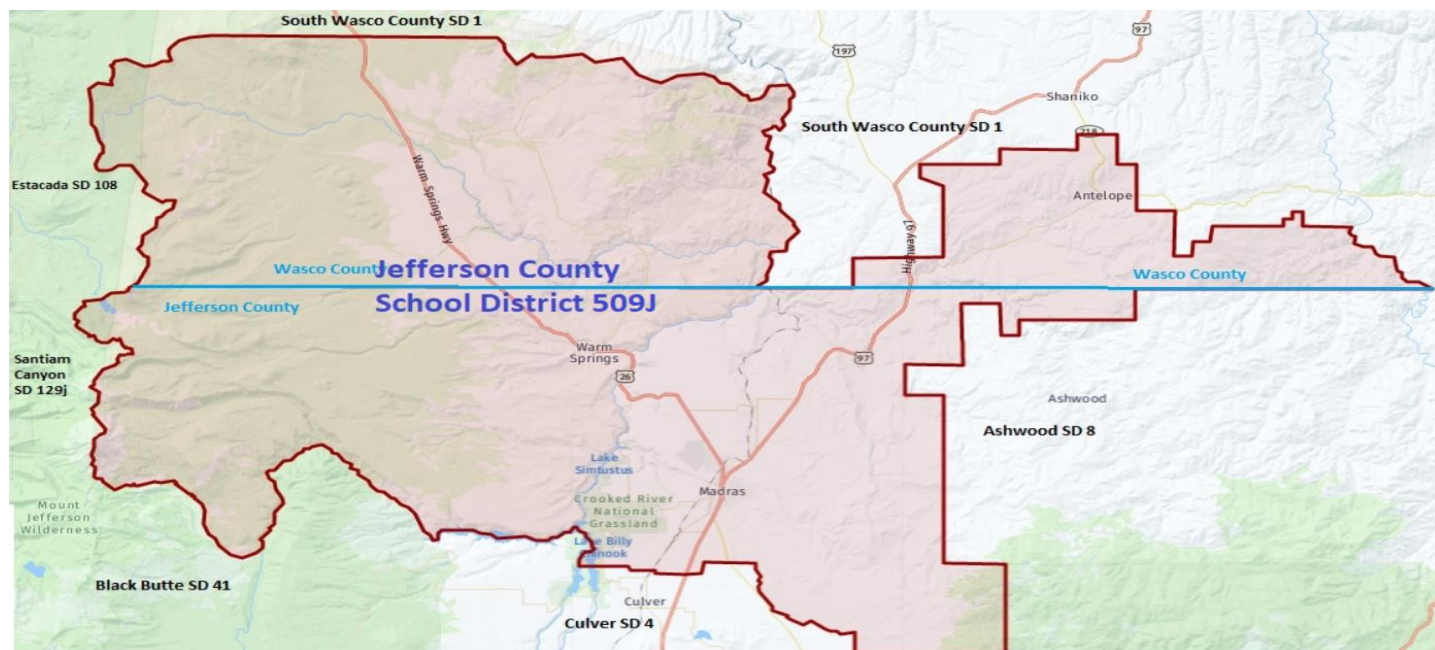 South Wasco County SD 1
97
197
Shaniko
South Wasco County SD 1
218
Warm Springs Hwy
Estacada SD 108
Antelope
Highway 97
Wasco County
Jefferson County
Wasco County
Jefferson County
School District 509J
Santiam
Canyon
SD 129j
Warm
Springs
97
26
Ashwood
Ashwood SD 8
Lake
Simtustus
Madras
Crooked River
National
Grassland
Mount
Jefferson
Wilderness
Lake Billy
Chinook
Black Butte SD 41
Culver
Culver SD 4